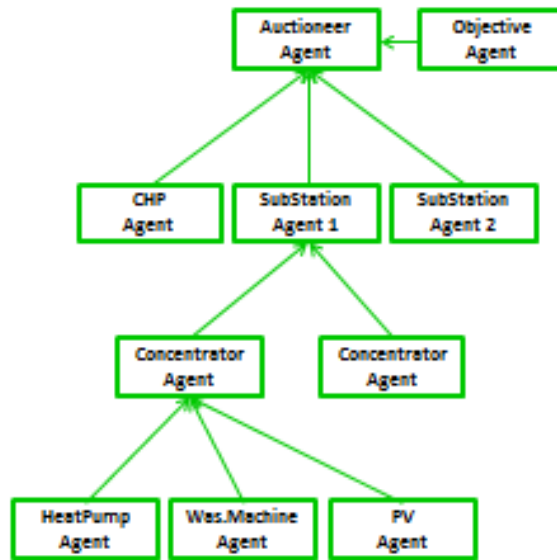 Auctioneer
Agent
Objective
Agent
CHP
Agent
SubStation
Agent 1
SubStation
Agent 2
Concentrator
Agent
Concentrator
Agent
HeatPump
Agent
Was.Machine
Agent
PV
Agent